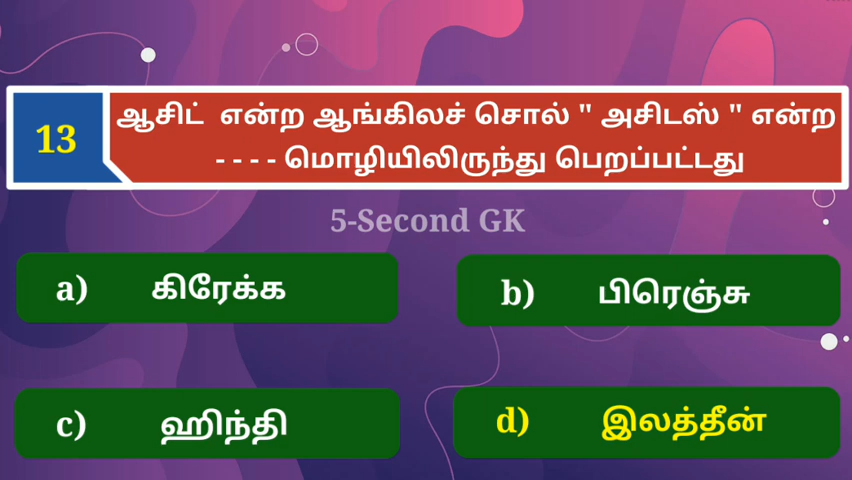 13
ஆசிட் என்ற ஆங்கிலச் சொல் " அசிடஸ் " என்ற
- - - - மொழியிலிருந்து பெறப்பட்டது
5-Second GK
a) கிரேக்க
b) பிரெஞ்சு
c) ஹிந்தி
d) இலத்தீன்